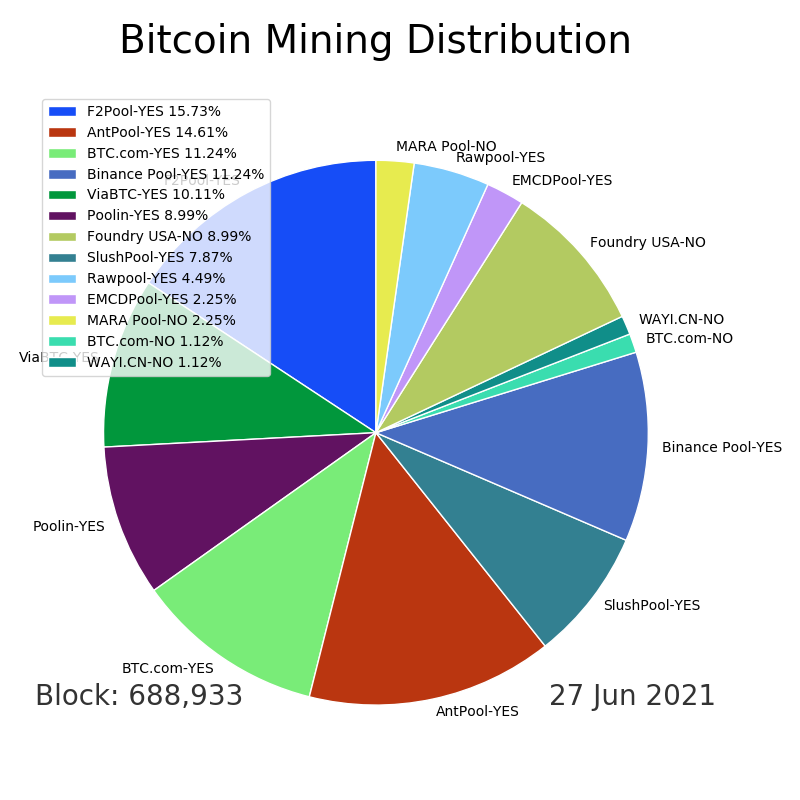 Bitcoin Mining Distribution
F2Pool-YES 15.73%
AntPool-YES 14.61%
BTC.com-YES 11.24%
Binance Pool-YES 11.24%
ViaBTC-YES 10.11%
Poolin-YES 8.99%
Foundry USA-NO 8.99%
SlushPool-YES 7.87%
Rawpool-YES 4.49%
EMCDPool-YES 2.25%
MARA Pool-NO 2.25%
BTC.com-NO 1.12%
WAYI.CN-NO 1.12%
MARA Pool-NO
Rawpool-YES
EMCDPool-YES
F2Pool-YES
Foundry USA-NO
WAYI.CN-NO
BTC.com-NO
ViaBTC-YES
Binance Pool-YES
Poolin-YES
SlushPool-YES
BTC.com-YES
AntPool-YES
Block: 688,933
27 Jun 2021